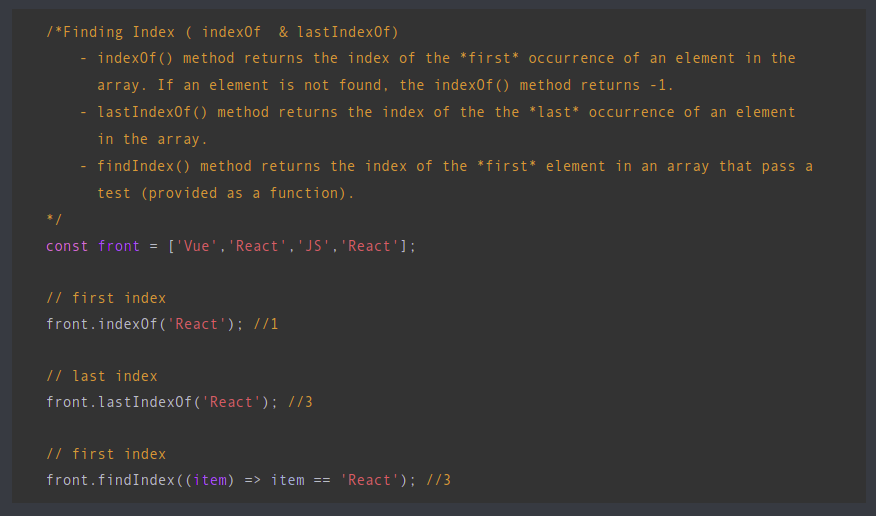 /*Finding Index ( indexOf  & lastIndexOf)
    - indexOf() method returns the index of the *first* occurrence of an element in the
      array. If an element is not found, the indexOf() method returns -1.
    - lastIndexOf() method returns the index of the the *last* occurrence of an element
      in the array.
    - findIndex() method returns the index of the *first* element in an array that pass a
      test (provided as a function).
*/
const front = ['Vue','React','JS','React'];
// first index
front.indexOf('React'); //1
// last index
front.lastIndexOf('React'); //3
// first index
front.findIndex((item) => item == 'React'); //3